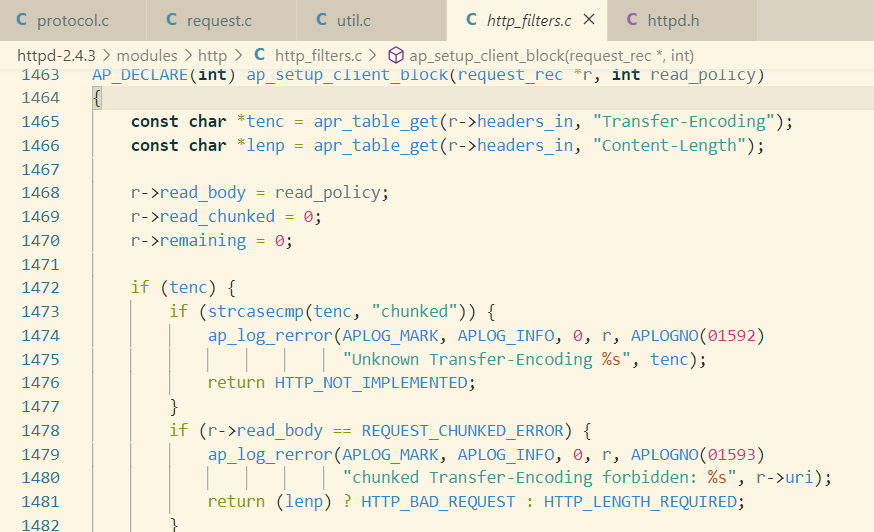 C protocol.c C request.c C util.c C http_filters.c × C httpd.h
httpd-2.4.3 > modules > http > C http_filters.c > ap_setup_client_block(request_rec *, int)
1463 AP_DECLARE(int) ap_setup_client_block(request_rec *r, int read_policy)
1464 {
1465     const char *tenc = apr_table_get(r->headers_in, "Transfer-Encoding");
1466     const char *lenp = apr_table_get(r->headers_in, "Content-Length");
1467
1468     r->read_body = read_policy;
1469     r->read_chunked = 0;
1470     r->remaining = 0;
1471
1472     if (tenc) {
1473         if (strcasecmp(tenc, "chunked")) {
1474             ap_log_rerror(APLOG_MARK, APLOG_INFO, 0, r, APLOGNO(01592)
1475                           "Unknown Transfer-Encoding %s", tenc);
1476             return HTTP_NOT_IMPLEMENTED;
1477         }
1478         if (r->read_body == REQUEST_CHUNKED_ERROR) {
1479             ap_log_rerror(APLOG_MARK, APLOG_INFO, 0, r, APLOGNO(01593)
1480                           "chunked Transfer-Encoding forbidden: %s", r->uri);
1481             return (lenp) ? HTTP_BAD_REQUEST : HTTP_LENGTH_REQUIRED;
1482         }